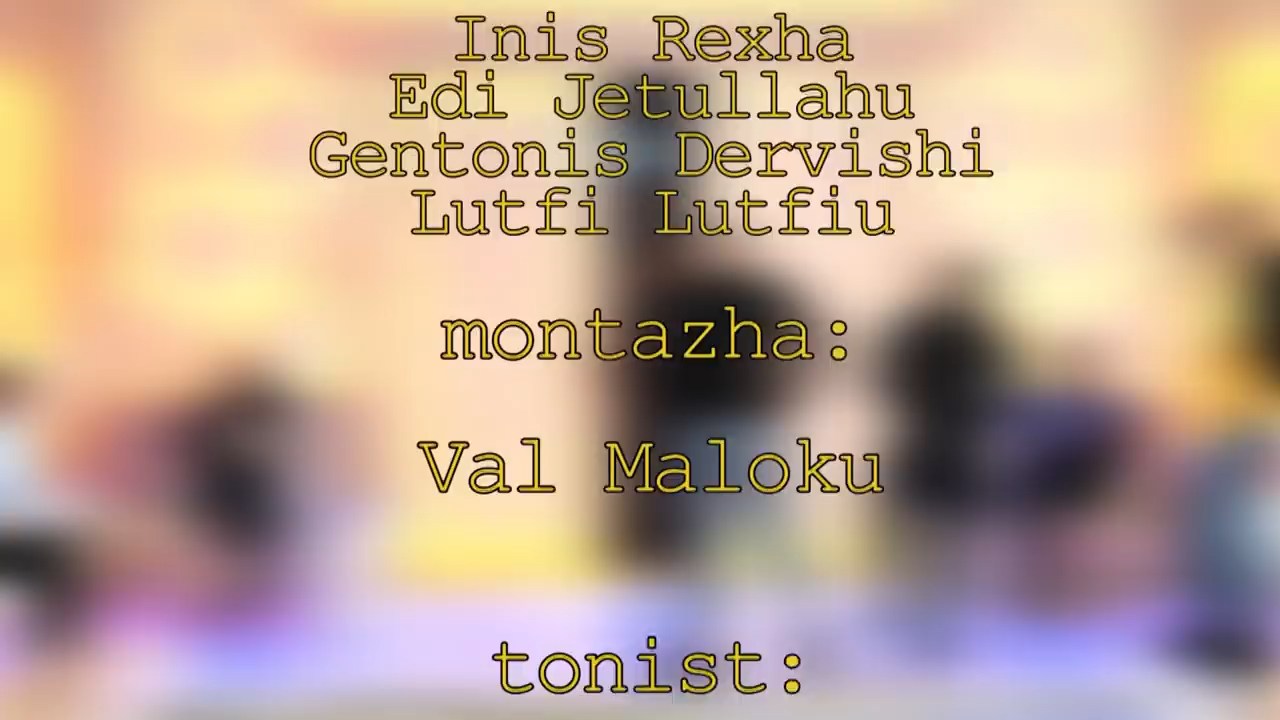 Inis Rexha
Edi Jetullahu
Gentonis Dervishi
Lutfi Lutfiu
montazha:
Val Maloku
tonist: